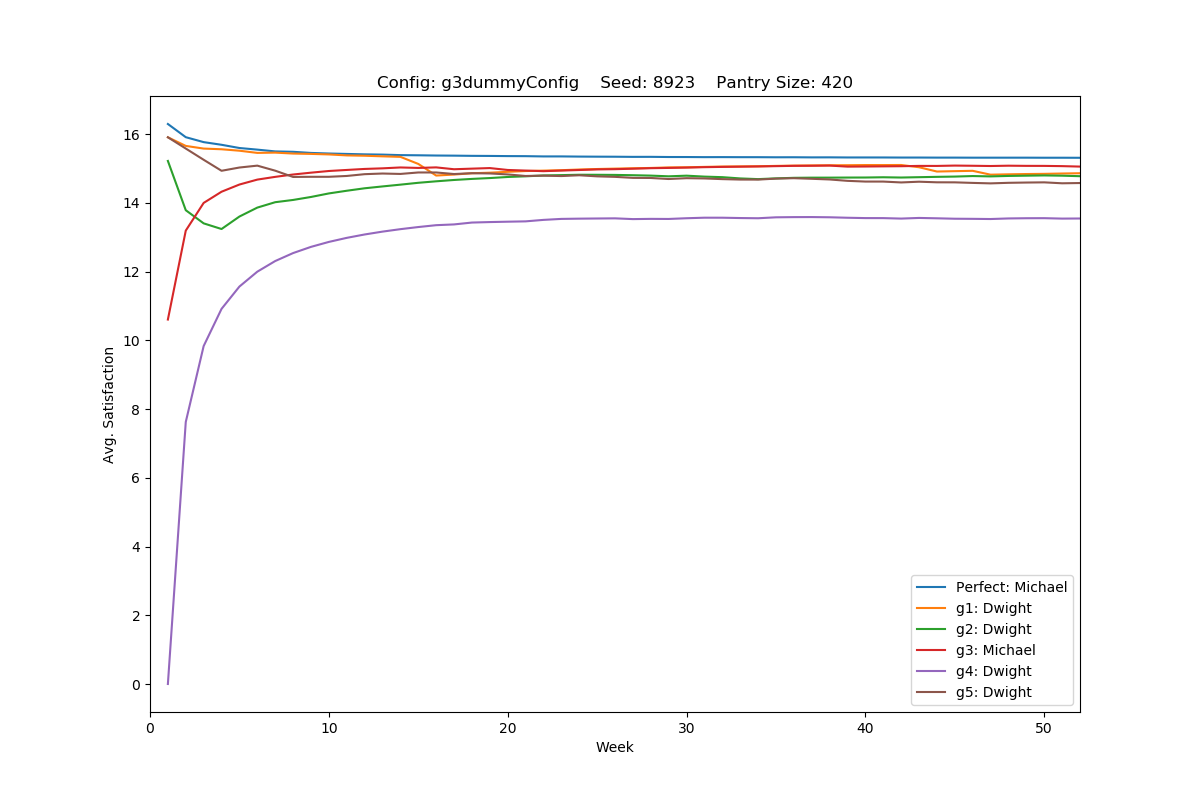 Config: g3dummyConfig    Seed: 8923    Pantry Size: 420
16
14
12
10
8
6
4
2
0
Avg. Satisfaction
Perfect: Michael
g1: Dwight
g2: Dwight
g3: Michael
g4: Dwight
g5: Dwight
0 10 20 30 40 50
Week